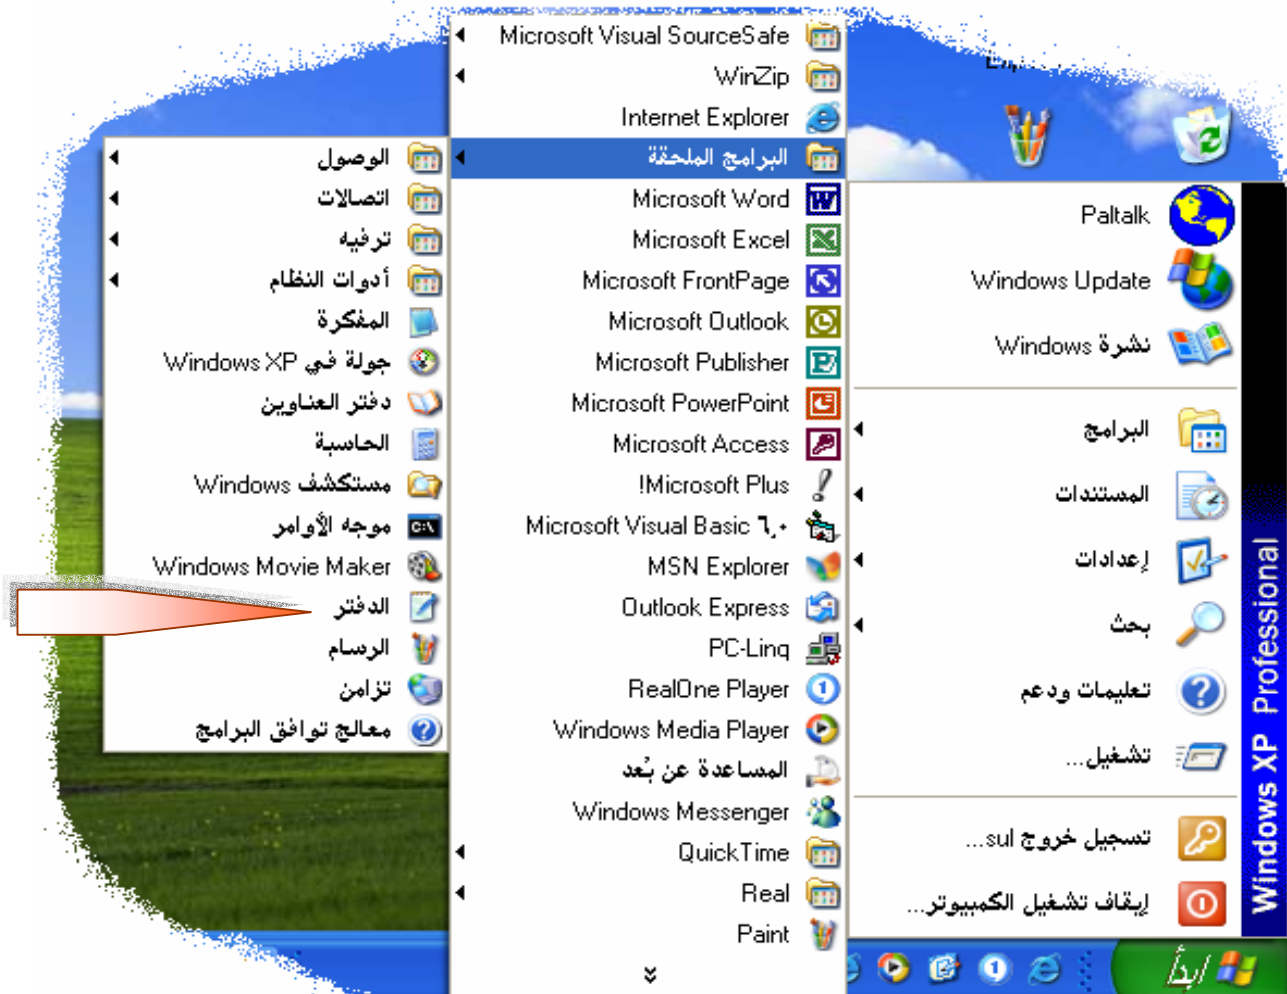 Paltalk
Windows Update
نشرة Windows
البرامج
المستندات
إعدادات
بحث
تعليمات ودعم
تشغيل...
تسجيل خروج sul...
إيقاف تشغيل الكمبيوتر...
Windows XP Professional
ابدأ
Microsoft Visual SourceSafe
WinZip
Internet Explorer
البرامج الملحقة
Microsoft Word
Microsoft Excel
Microsoft FrontPage
Microsoft Outlook
Microsoft Publisher
Microsoft PowerPoint
Microsoft Access
!Microsoft Plus
Microsoft Visual Basic ٦,٠
MSN Explorer
Outlook Express
PC-Linq
RealOne Player
Windows Media Player
المساعدة عن بُعد
Windows Messenger
QuickTime
Real
Paint
الوصول
اتصالات
ترفيه
أدوات النظام
المفكرة
جولة في Windows XP
دفتر العناوين
الحاسبة
مستكشف Windows
موجه الأوامر
C:\
Windows Movie Maker
الدفتر
الرسام
تزامن
معالج توافق البرامج